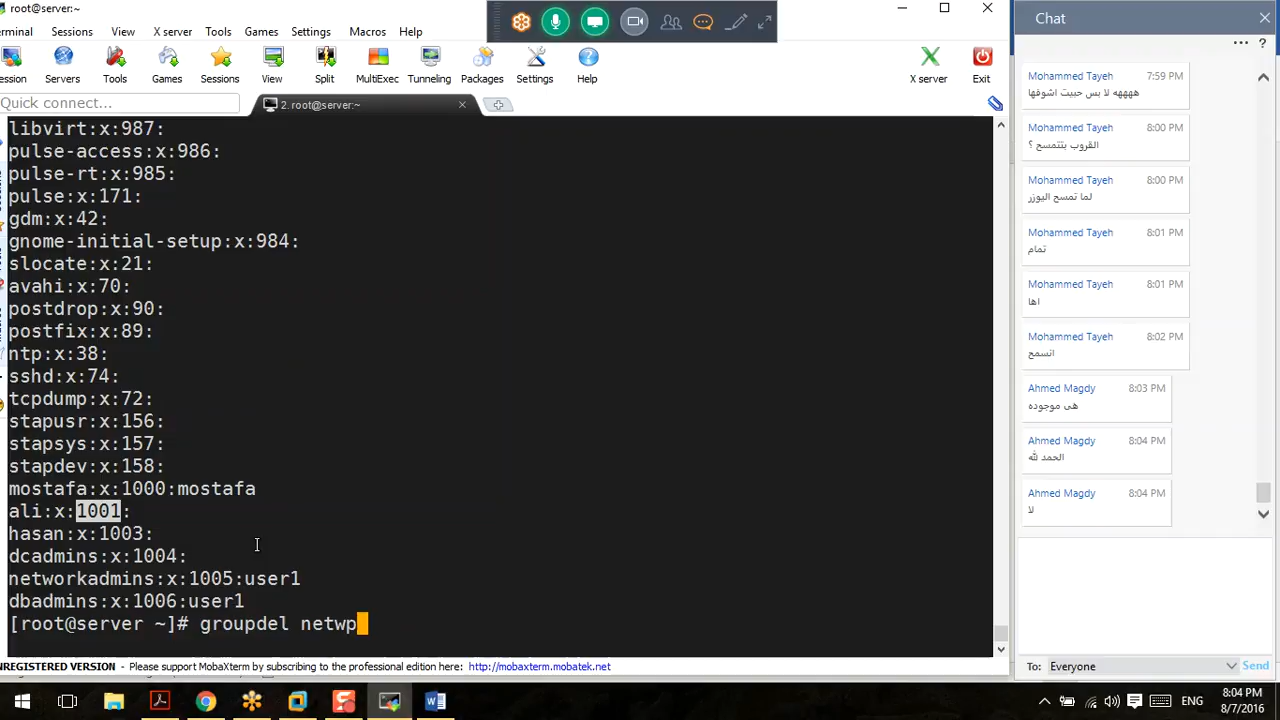 root@server:~
erminal Sessions View X server Tools Games Settings Macros Help
ession Servers Tools Games Sessions View Split MultiExec Tunneling Packages Settings Help X server Exit
Quick connect...
2. root@server:~
libvirt:x:987:
pulse-access:x:986:
pulse-rt:x:985:
pulse:x:171:
gdm:x:42:
gnome-initial-setup:x:984:
slocate:x:21:
avahi:x:70:
postdrop:x:90:
postfix:x:89:
ntp:x:38:
sshd:x:74:
tcpdump:x:72:
stapusr:x:156:
stapsys:x:157:
stapdev:x:158:
mostafa:x:1000:mostafa
ali:x:1001:
hasan:x:1003:
dcadmins:x:1004:
networkadmins:x:1005:user1
dbadmins:x:1006:user1
[root@server ~]# groupdel netwp
NREGISTERED VERSION - Please support MobaXterm by subscribing to the professional edition here: http://mobaxterm.mobatek.net
Chat
Mohammed Tayeh 7:59 PM
ههههه لا بس حبيت اشوفها
Mohammed Tayeh 8:00 PM
القروب بتتمسح ؟
Mohammed Tayeh 8:00 PM
لما تمسح اليوزر
Mohammed Tayeh 8:01 PM
تمام
Mohammed Tayeh 8:01 PM
اها
Mohammed Tayeh 8:02 PM
اتسمح
Ahmed Magdy 8:03 PM
هى موجوده
Ahmed Magdy 8:04 PM
الحمد لله
Ahmed Magdy 8:04 PM
لا
To: Everyone Send
ENG
8:04 PM
8/7/2016